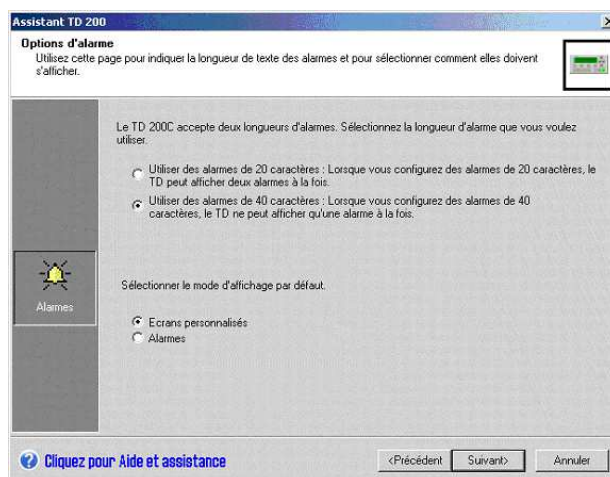 Assistant TD 200
Options d'alarme
Utilisez cette page pour indiquer la longueur de texte des alarmes et pour sélectionner comment elles doivent
s'afficher.
Le TD 200C accepte deux longueurs d'alarmes. Sélectionnez la longueur d'alarme que vous voulez
utiliser.
Utiliser des alarmes de 20 caractères : Lorsque vous configurez des alarmes de 20 caractères, le
TD peut afficher deux alarmes à la fois.
Utiliser des alarmes de 40 caractères : Lorsque vous configurez des alarmes de 40
caractères, le TD ne peut afficher qu'une alarme à la fois.
Alarmes
Sélectionner le mode d'affichage par défaut.
Ecrans personnalisés
Alarmes
Cliquez pour Aide et assistance
<Précédent
Suivant>
Annuler